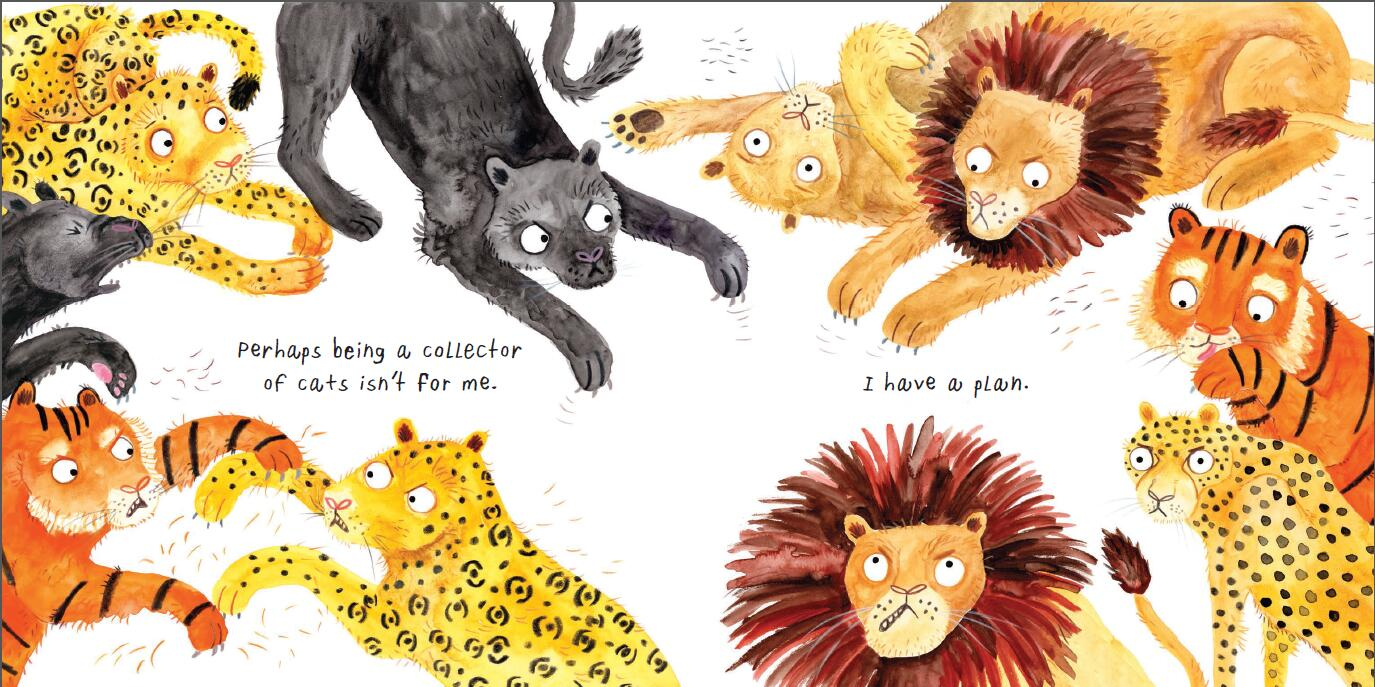 Perhaps being a collector
of cats isn't for me.
I have a plan.